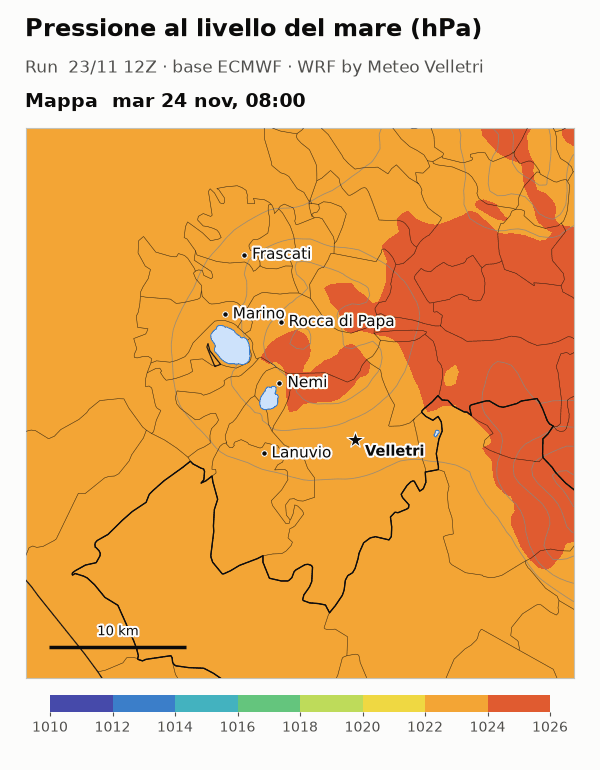 Pressione al livello del mare (hPa)
Run  23/11 12Z · base ECMWF · WRF by Meteo Velletri
Mappa  mar 24 nov, 08:00
Frascati
Marino
Rocca di Papa
Nemi
Velletri
Lanuvio
10 km
1010 1012 1014 1016 1018 1020 1022 1024 1026